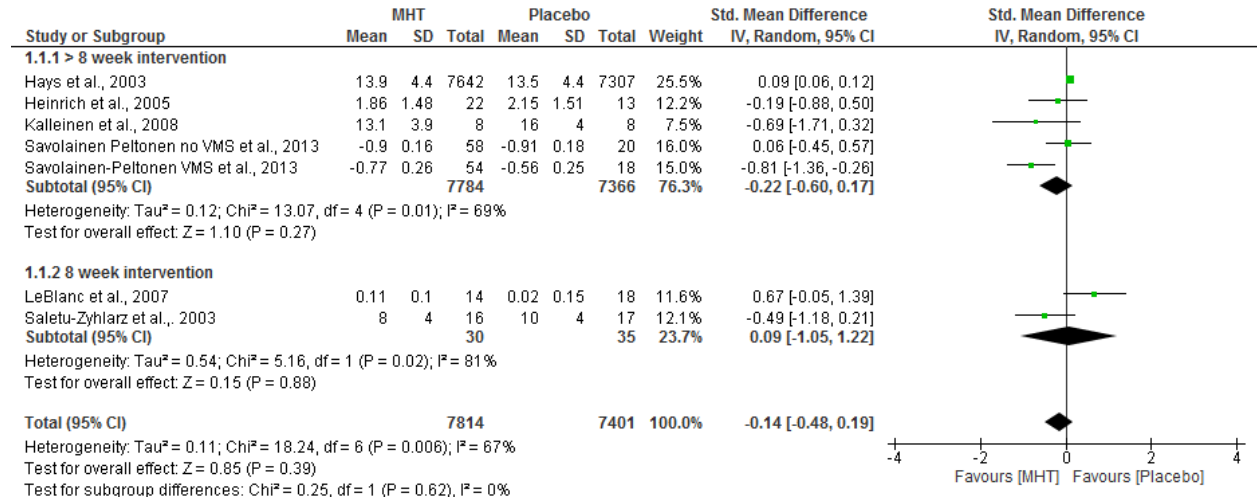 MHT Placebo Std. Mean Difference Std. Mean Difference
Study or Subgroup Mean SD Total Mean SD Total Weight IV, Random, 95% CI IV, Random, 95% CI
1.1.1 > 8 week intervention
Hays et al., 2003 13.9 4.4 7642 13.5 4.4 7307 25.5% 0.09 [0.06, 0.12]
Heinrich et al., 2005 1.86 1.48 22 2.15 1.51 13 12.2% -0.19 [-0.88, 0.50]
Kalleinen et al., 2008 13.1 3.9 8 16 4 8 7.5% -0.69 [-1.71, 0.32]
Savolainen Peltonen no VMS et al., 2013 -0.9 0.16 58 -0.91 0.18 20 16.0% 0.06 [-0.45, 0.57]
Savolainen-Peltonen VMS et al., 2013 -0.77 0.26 54 -0.56 0.25 18 15.0% -0.81 [-1.36, -0.26]
Subtotal (95% CI) 7784 7366 76.3% -0.22 [-0.60, 0.17]
Heterogeneity: Tau² = 0.12; Chi² = 13.07, df = 4 (P = 0.01); I² = 69%
Test for overall effect: Z = 1.10 (P = 0.27)
1.1.2 8 week intervention
LeBlanc et al., 2007 0.11 0.1 14 0.02 0.15 18 11.6% 0.67 [-0.05, 1.39]
Saletu-Zyhlarz et al,. 2003 8 4 16 10 4 17 12.1% -0.49 [-1.18, 0.21]
Subtotal (95% CI) 30 35 23.7% 0.09 [-1.05, 1.22]
Heterogeneity: Tau² = 0.54; Chi² = 5.16, df = 1 (P = 0.02); I² = 81%
Test for overall effect: Z = 0.15 (P = 0.88)
Total (95% CI) 7814 7401 100.0% -0.14 [-0.48, 0.19]
Heterogeneity: Tau² = 0.11; Chi² = 18.24, df = 6 (P = 0.006); I² = 67%
Test for overall effect: Z = 0.85 (P = 0.39)
Test for subgroup differences: Chi² = 0.25, df = 1 (P = 0.62), I² = 0%
-4 -2 0 2 4
Favours [MHT] Favours [Placebo]